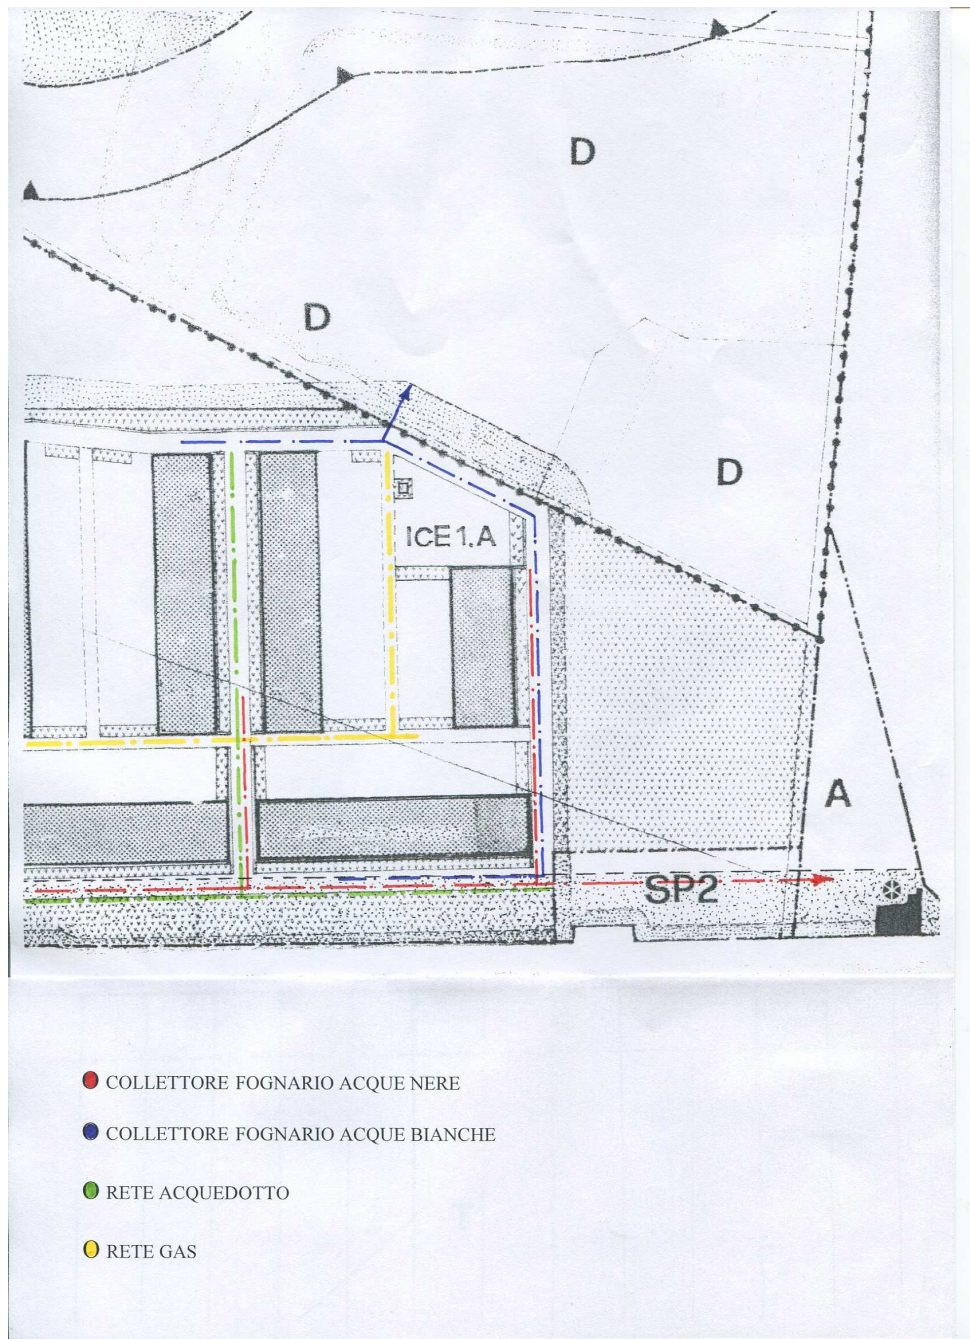 D
D
D
ICE 1.A
A
SP2
COLLETTORE FOGNARIO ACQUE NERE
COLLETTORE FOGNARIO ACQUE BIANCHE
RETE ACQUEDOTTO
RETE GAS